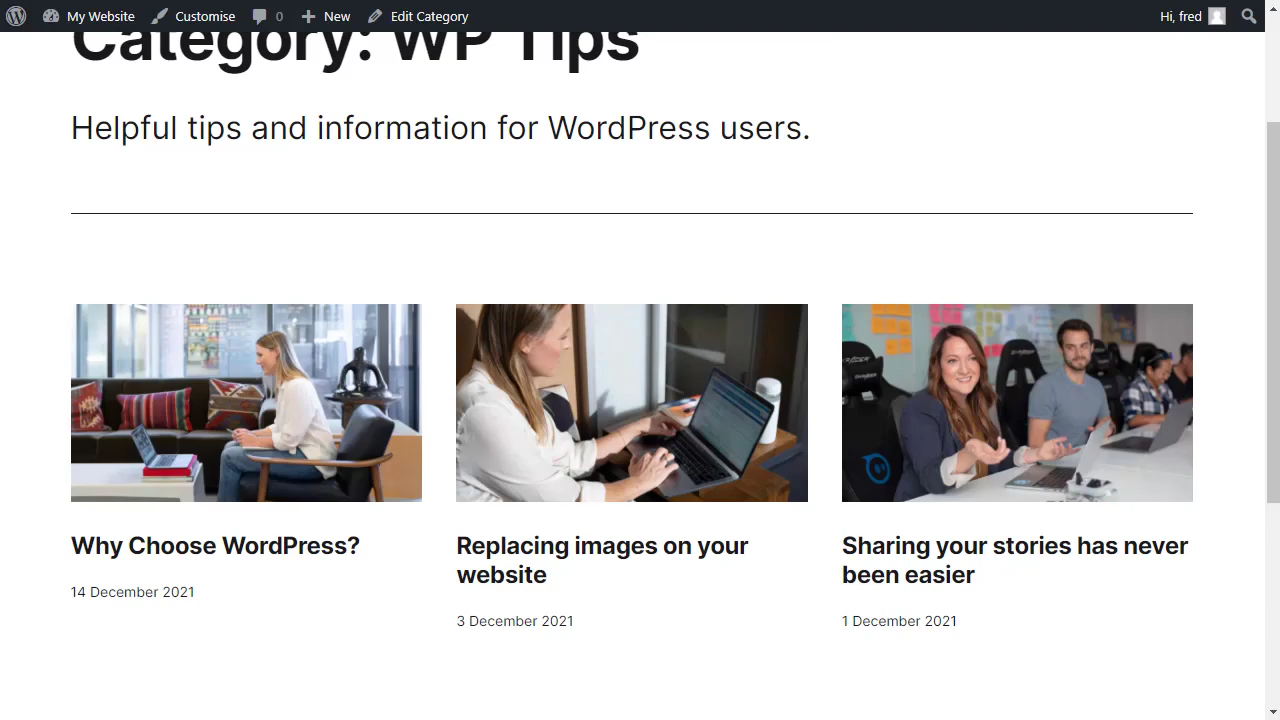 My Website Customise 0 New Edit Category Hi, fred
Category: WP Tips
Helpful tips and information for WordPress users.
Why Choose WordPress?
14 December 2021
Replacing images on your
website
3 December 2021
Sharing your stories has never
been easier
1 December 2021